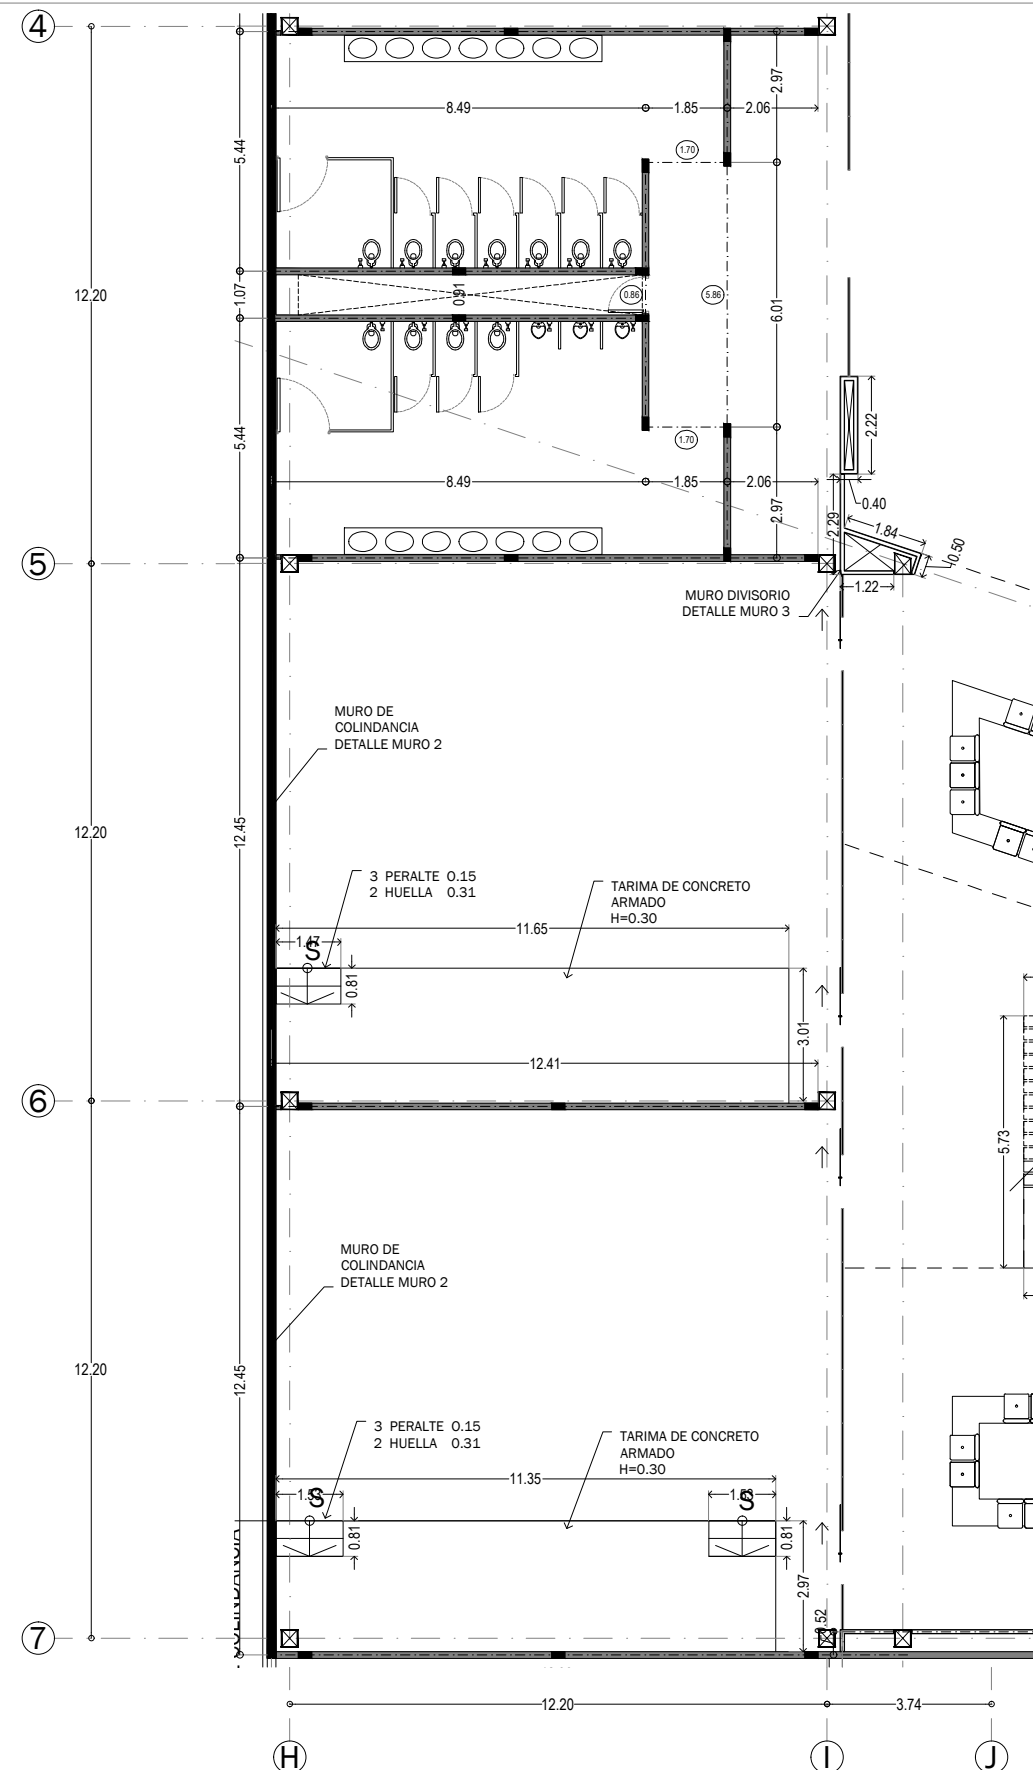 4
2.97
8.49
1.85
2.06
5.44
1.70
12.20
1.07
0.91
0.86
5.86
6.01
2.22
5.44
1.70
8.49
1.85
2.06
2.97
2.29
0.40
1.84
0.50
5
1.22
MURO DIVISORIO
DETALLE MURO 3
MURO DE
COLINDANCIA
DETALLE MURO 2
12.20
12.45
3 PERALTE 0.15
2 HUELLA 0.31
TARIMA DE CONCRETO
ARMADO
H=0.30
11.65
1.47
S
0.81
3.01
12.41
6
5.73
MURO DE
COLINDANCIA
DETALLE MURO 2
12.20
12.45
3 PERALTE 0.15
2 HUELLA 0.31
TARIMA DE CONCRETO
ARMADO
H=0.30
11.35
1.53
S
1.53
S
0.81
0.81
2.97
COLINDANCIA
.52
7
12.20
3.74
H
I
J